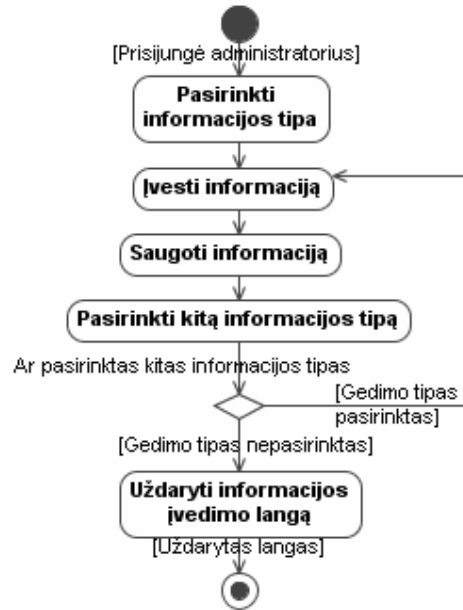 [Prisijungė administratorius]
Pasirinkti
informacijos tipa
Įvesti informaciją
Saugoti informaciją
Pasirinkti kitą informacijos tipą
Ar pasirinktas kitas informacijos tipas
[Gedimo tipas
pasirinktas]
[Gedimo tipas nepasirinktas]
Uždaryti informacijos
įvedimo langą
[Uždarytas langas]